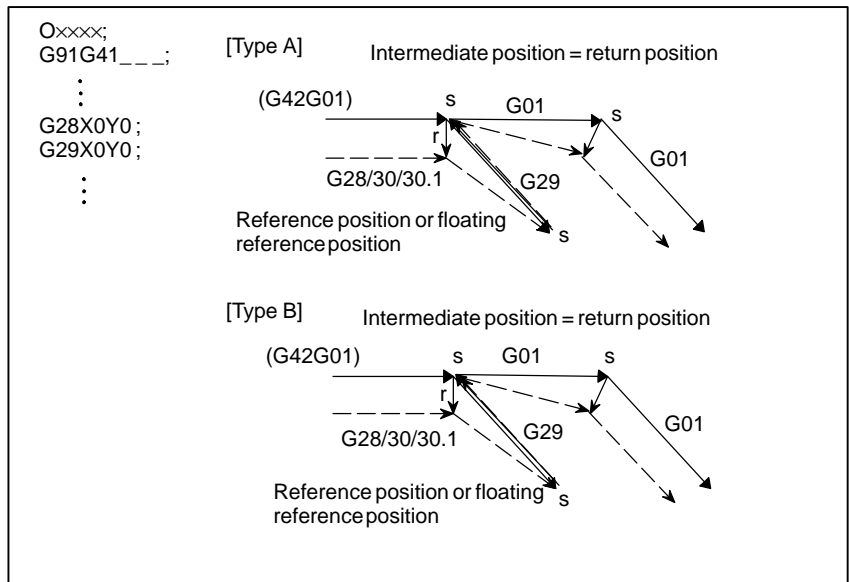 O××××;
G91G41_ _ _;
G28X0Y0;
G29X0Y0;
[Type A]
Intermediate position = return position
(G42G01)
s
G01
s
r
G01
G28/30/30.1
G29
Reference position or floating
reference position
s
[Type B]
Intermediate position = return position
(G42G01)
s
G01
s
r
G01
G28/30/30.1
G29
Reference position or floating
reference position
s